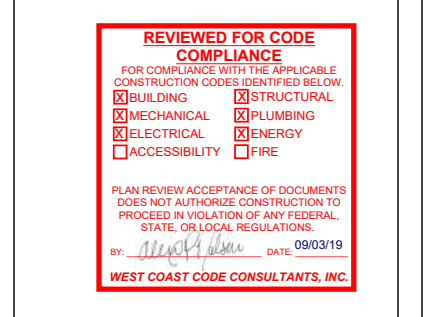 REVIEWED FOR CODE
COMPLIANCE
FOR COMPLIANCE WITH THE APPLICABLE
CONSTRUCTION CODES IDENTIFIED BELOW.
X BUILDING X STRUCTURAL
X MECHANICAL X PLUMBING
X ELECTRICAL X ENERGY
ACCESSIBILITY FIRE
PLAN REVIEW ACCEPTANCE OF DOCUMENTS
DOES NOT AUTHORIZE CONSTRUCTION TO
PROCEED IN VIOLATION OF ANY FEDERAL,
STATE, OR LOCAL REGULATIONS.
BY: DATE: 09/03/19
WEST COAST CODE CONSULTANTS, INC.